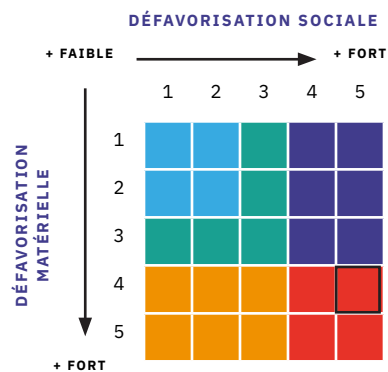 DÉFAVORISATION SOCIALE
+ FAIBLE
+ FORT
1 2 3 4 5
DÉFAVORISATION
MATÉRIELLE
1
2
3
4
5
+ FORT